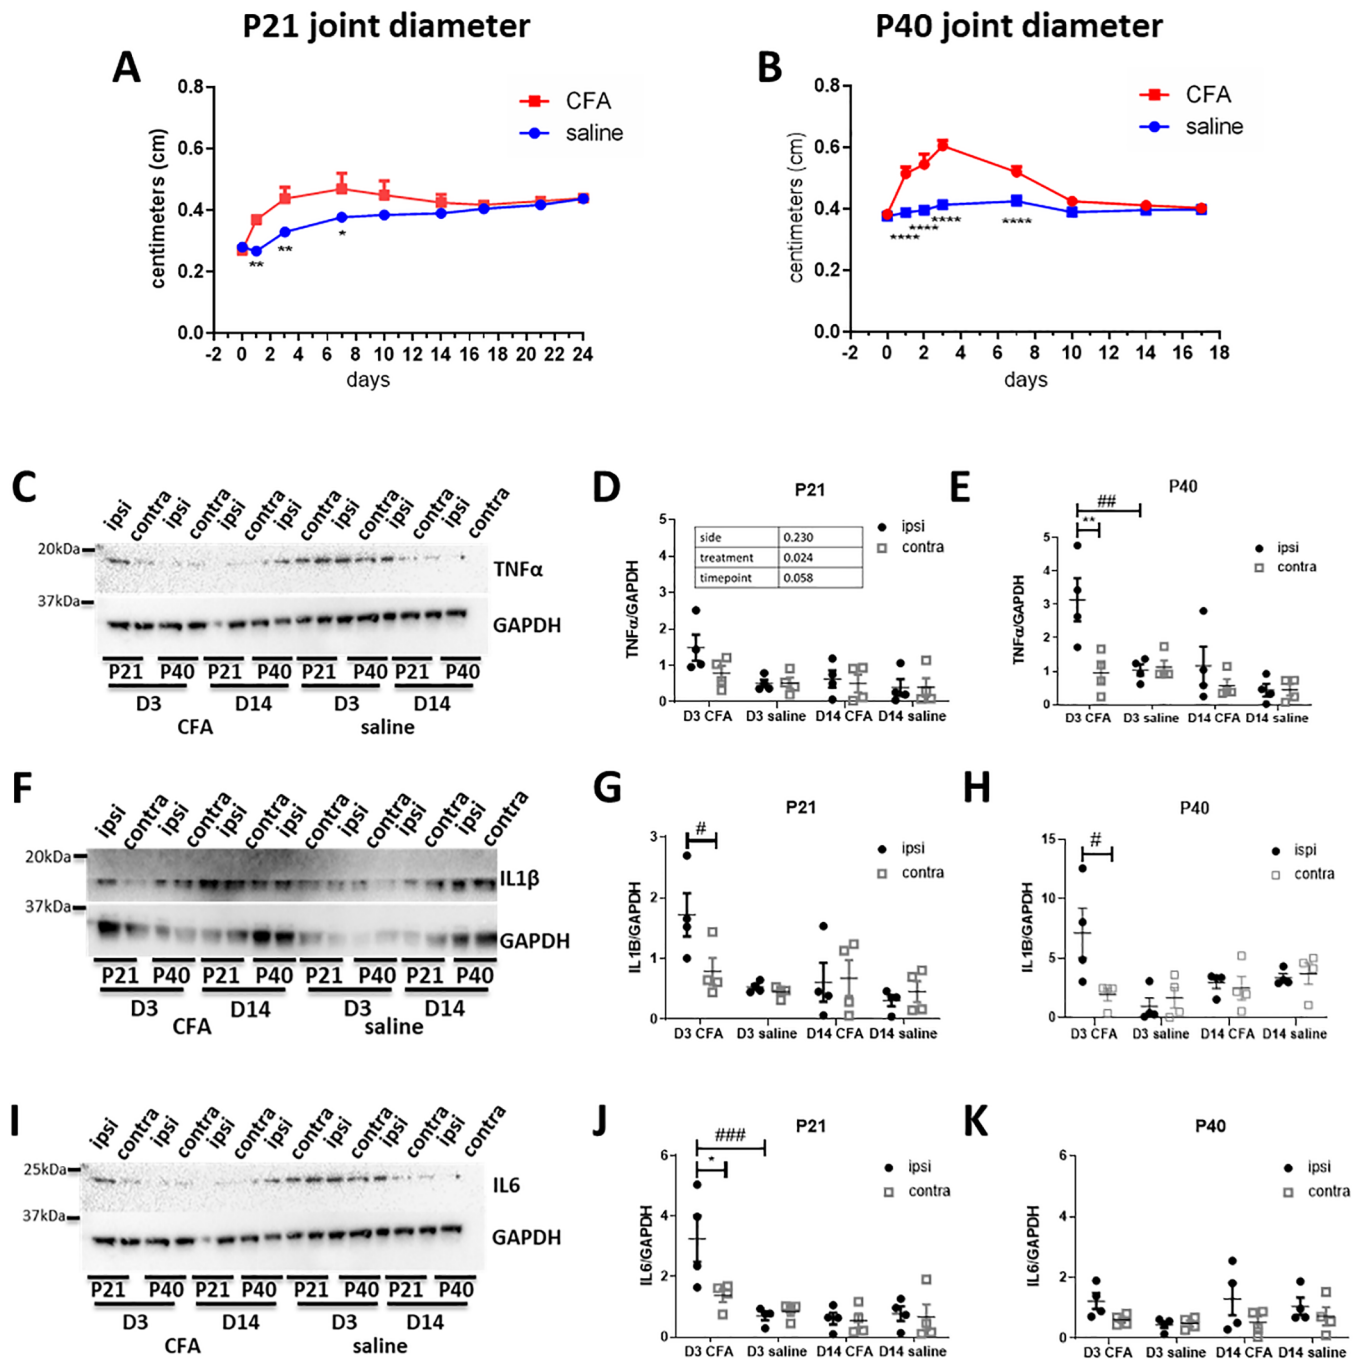 P21 joint diameter
P40 joint diameter
A
B
0.8
0.6
0.4
0.2
0.0
centimeters (cm)
CFA
saline
**
**
*
-2 0 2 4 6 8 10 12 14 16 18 20 22 24
days
0.8
0.6
0.4
0.2
0.0
centimeters (cm)
CFA
saline
****
****
****
****
-2 0 2 4 6 8 10 12 14 16 18
days
C
ipsi contra ipsi contra ipsi contra ipsi contra ipsi contra ipsi contra ipsi contra
20kDa
TNFα
37kDa
GAPDH
P21 P40 P21 P40 P21 P40 P21 P40
D3 D14 D3 D14
CFA saline
D
P21
ipsi
contra
side 0.230
treatment 0.024
timepoint 0.058
TNFα/GAPDH
5
4
3
2
1
0
D3 CFA D3 saline D14 CFA D14 saline
E
P40
##
**
ipsi
contra
TNFα/GAPDH
5
4
3
2
1
0
D3 CFA D3 saline D14 CFA D14 saline
F
ipsi contra ipsi contra ipsi contra ipsi contra ipsi contra ipsi contra ipsi contra
20kDa
IL1β
37kDa
GAPDH
P21 P40 P21 P40 P21 P40 P21 P40
D3 D14 D3 D14
CFA saline
G
P21
#
ipsi
contra
IL1B/GAPDH
3
2
1
0
D3 CFA D3 saline D14 CFA D14 saline
H
P40
#
ispi
contra
IL1B/GAPDH
15
10
5
0
D3 CFA D3 saline D14 CFA D14 saline
I
ipsi contra ipsi contra ipsi contra ipsi contra ipsi contra ipsi contra ipsi contra
25kDa
IL6
37kDa
GAPDH
P21 P40 P21 P40 P21 P40 P21 P40
D3 D14 D3 D14
CFA saline
J
P21
###
*
ipsi
contra
IL6/GAPDH
6
4
2
0
D3 CFA D3 saline D14 CFA D14 saline
K
P40
ipsi
contra
IL6/GAPDH
6
4
2
0
D3 CFA D3 saline D14 CFA D14 saline